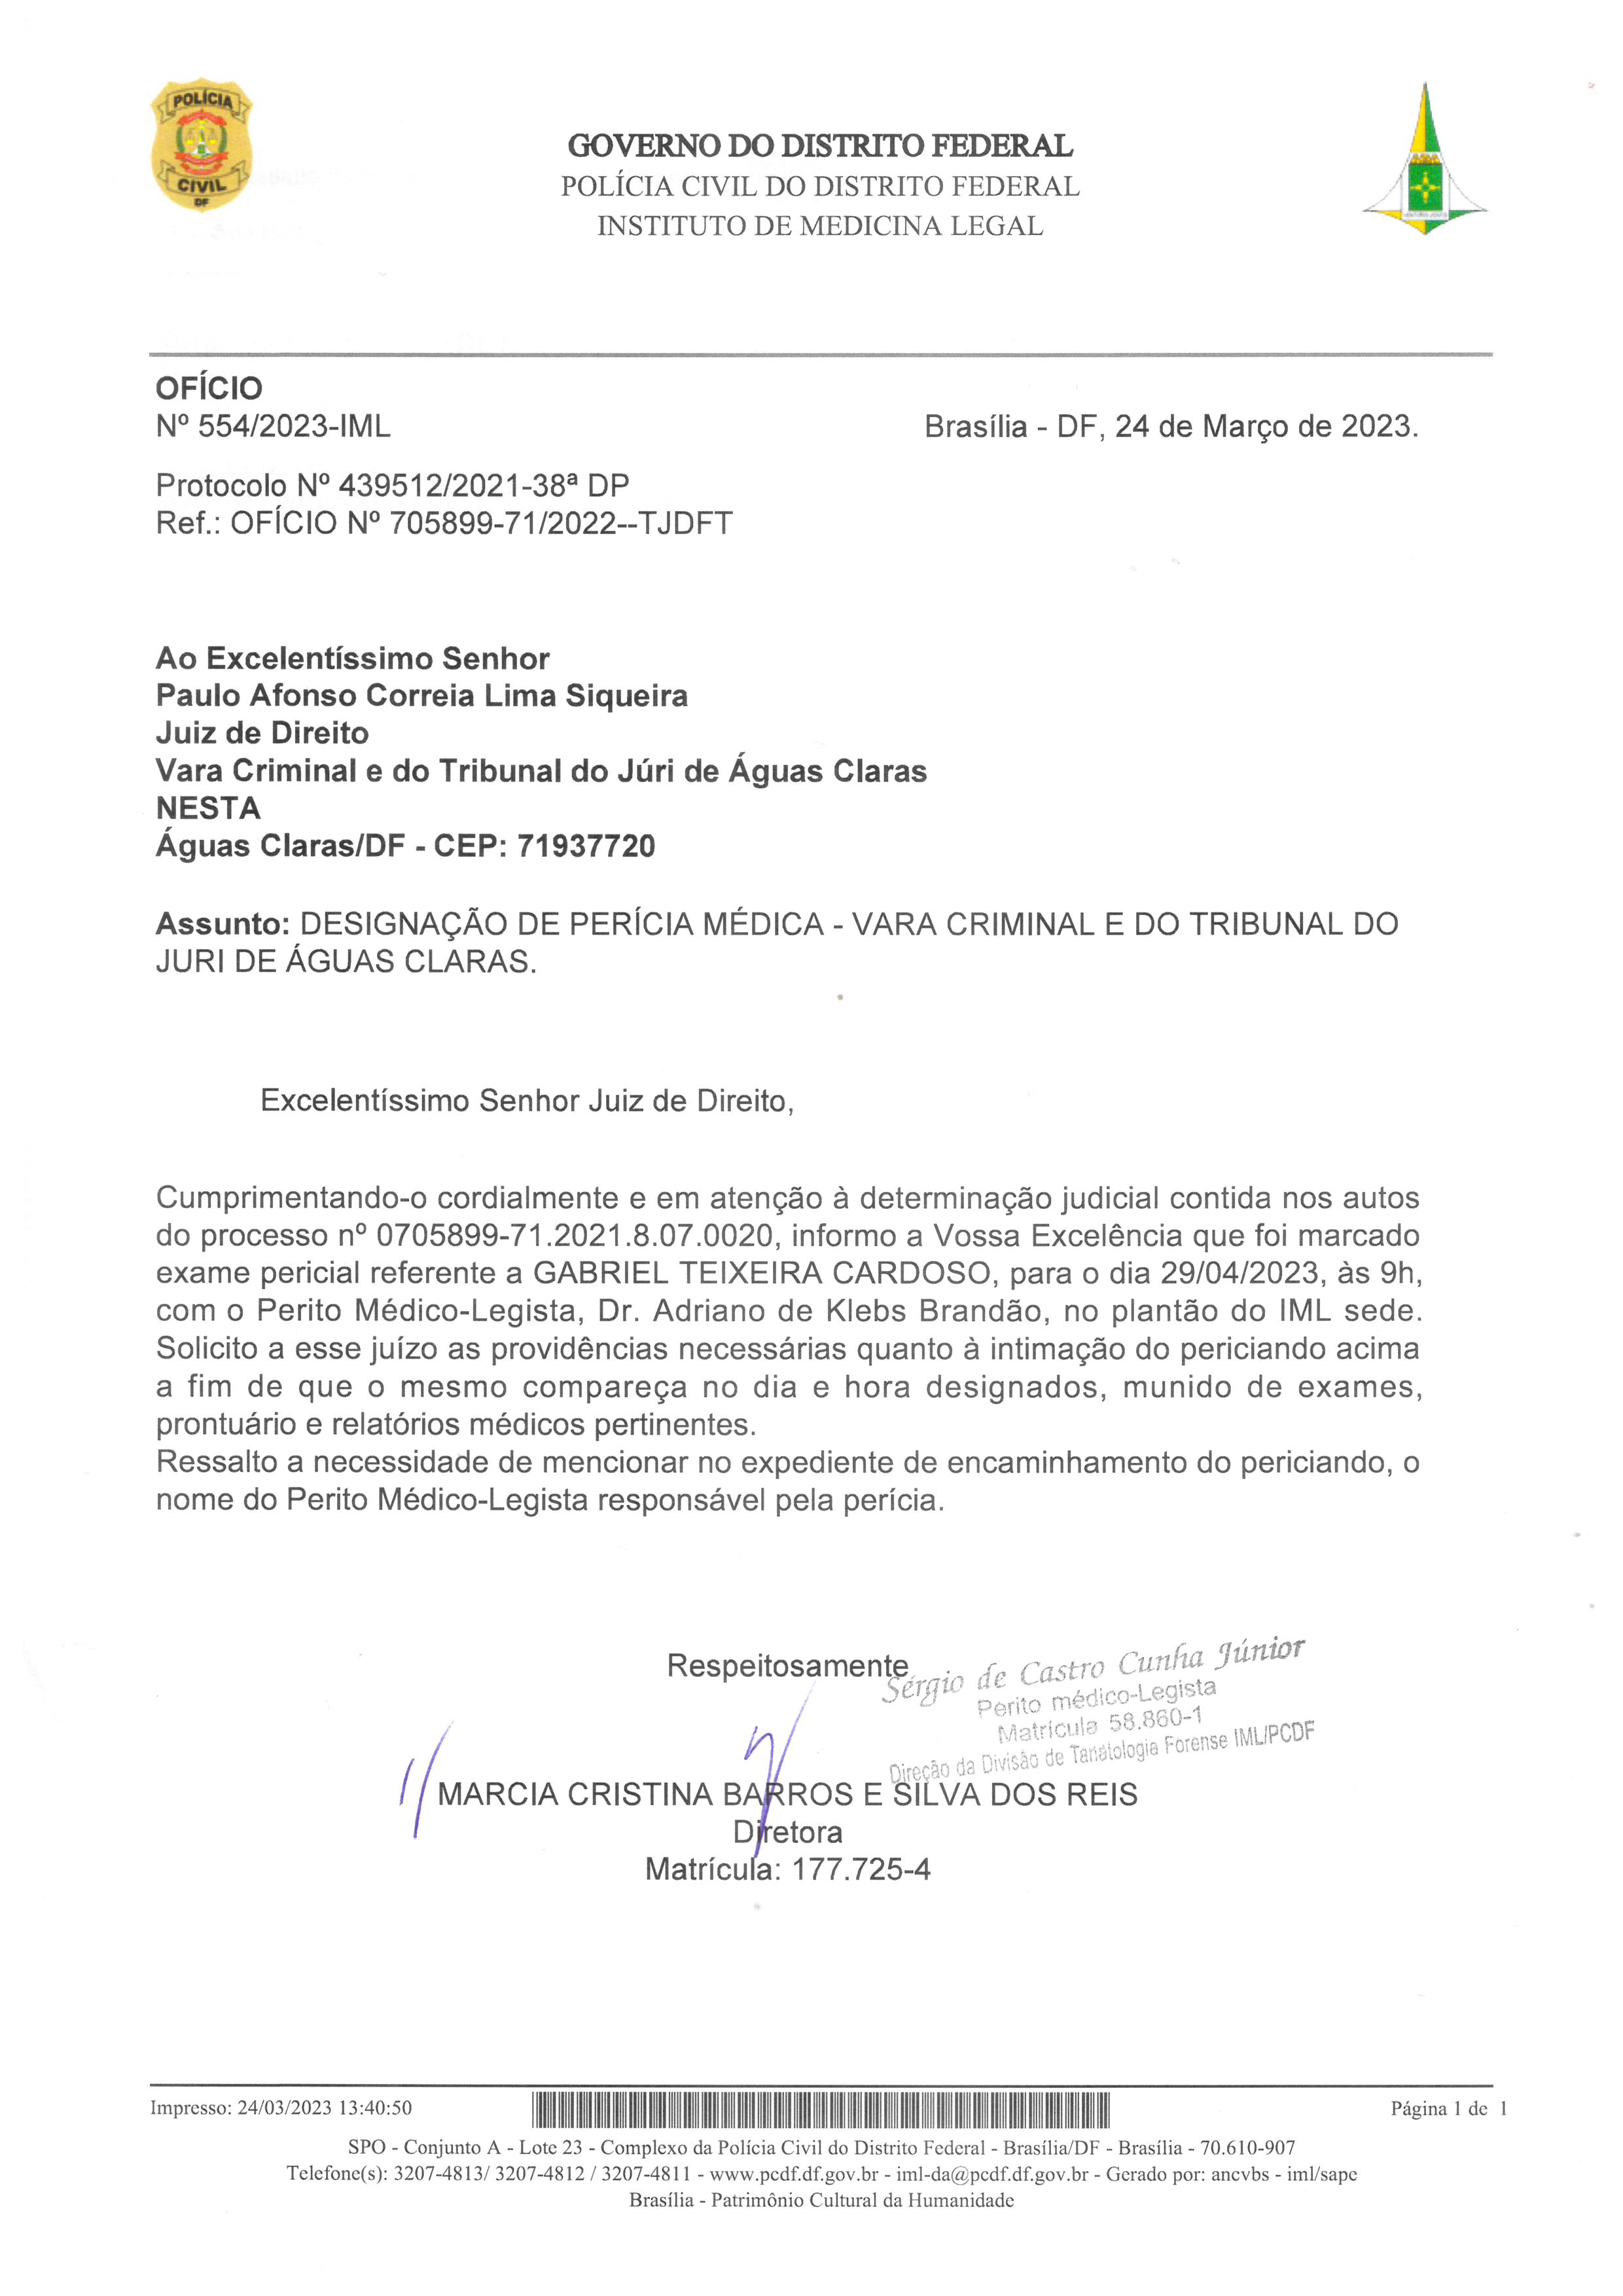 POLÍCIA
CIVIL
DF
GOVERNO DO DISTRITO FEDERAL
POLÍCIA CIVIL DO DISTRITO FEDERAL
INSTITUTO DE MEDICINA LEGAL
OFÍCIO
Nº 554/2023-IML
Brasília - DF, 24 de Março de 2023.
Protocolo Nº 439512/2021-38ª DP
Ref.: OFÍCIO Nº 705899-71/2022--TJDFT
Ao Excelentíssimo Senhor
Paulo Afonso Correia Lima Siqueira
Juiz de Direito
Vara Criminal e do Tribunal do Júri de Águas Claras
NESTA
Águas Claras/DF - CEP: 71937720
Assunto: DESIGNAÇÃO DE PERÍCIA MÉDICA - VARA CRIMINAL E DO TRIBUNAL DO
JURI DE ÁGUAS CLARAS.
Excelentíssimo Senhor Juiz de Direito,
Cumprimentando-o cordialmente e em atenção à determinação judicial contida nos autos
do processo nº 0705899-71.2021.8.07.0020, informo a Vossa Excelência que foi marcado
exame pericial referente a GABRIEL TEIXEIRA CARDOSO, para o dia 29/04/2023, às 9h,
com o Perito Médico-Legista, Dr. Adriano de Klebs Brandão, no plantão do IML sede.
Solicito a esse juízo as providências necessárias quanto à intimação do periciando acima
a fim de que o mesmo compareça no dia e hora designados, munido de exames,
prontuário e relatórios médicos pertinentes.
Ressalto a necessidade de mencionar no expediente de encaminhamento do periciando, o
nome do Perito Médico-Legista responsável pela perícia.
Respeitosamente
Sérgio de Castro Cunha Júnior
Perito médico-Legista
Matrícula 58.860-1
Direção da Divisão de Tanatologia Forense IML/PCDF
MARCIA CRISTINA BARROS E SILVA DOS REIS
Diretora
Matrícula: 177.725-4
Impresso: 24/03/2023 13:40:50
Página 1 de 1
SPO - Conjunto A - Lote 23 - Complexo da Polícia Civil do Distrito Federal - Brasília/DF - Brasília - 70.610-907
Telefone(s): 3207-4813/ 3207-4812 / 3207-4811 - www.pcdf.df.gov.br - iml-da@pcdf.df.gov.br - Gerado por: ancvbs - iml/sape
Brasília - Patrimônio Cultural da Humanidade